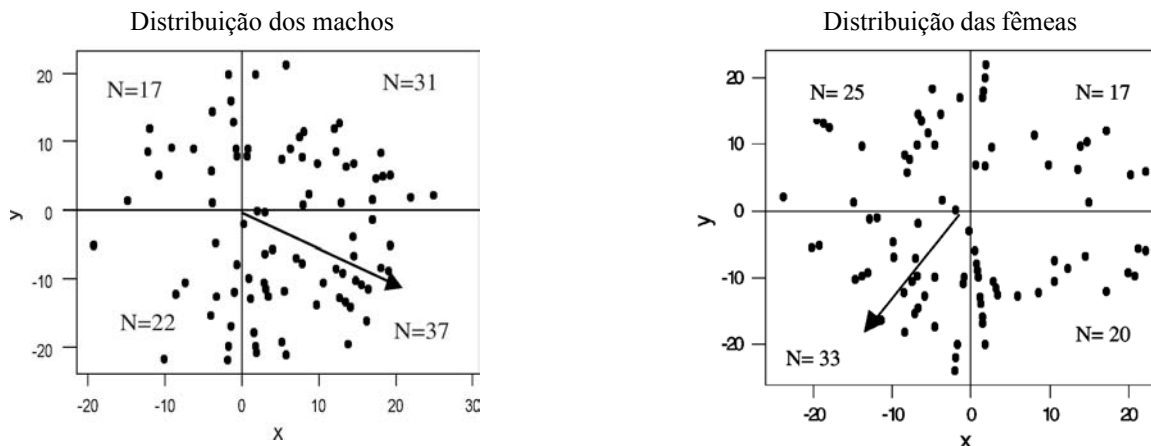 Distribuição dos machos
N=17
N=31
N=22
N=37
20
10
0
-10
-20
y
-20
-10
0
10
20
30
x
Distribuição das fêmeas
N= 25
N= 17
N= 33
N= 20
20
10
0
-10
-20
y
-20
-10
0
10
20
x